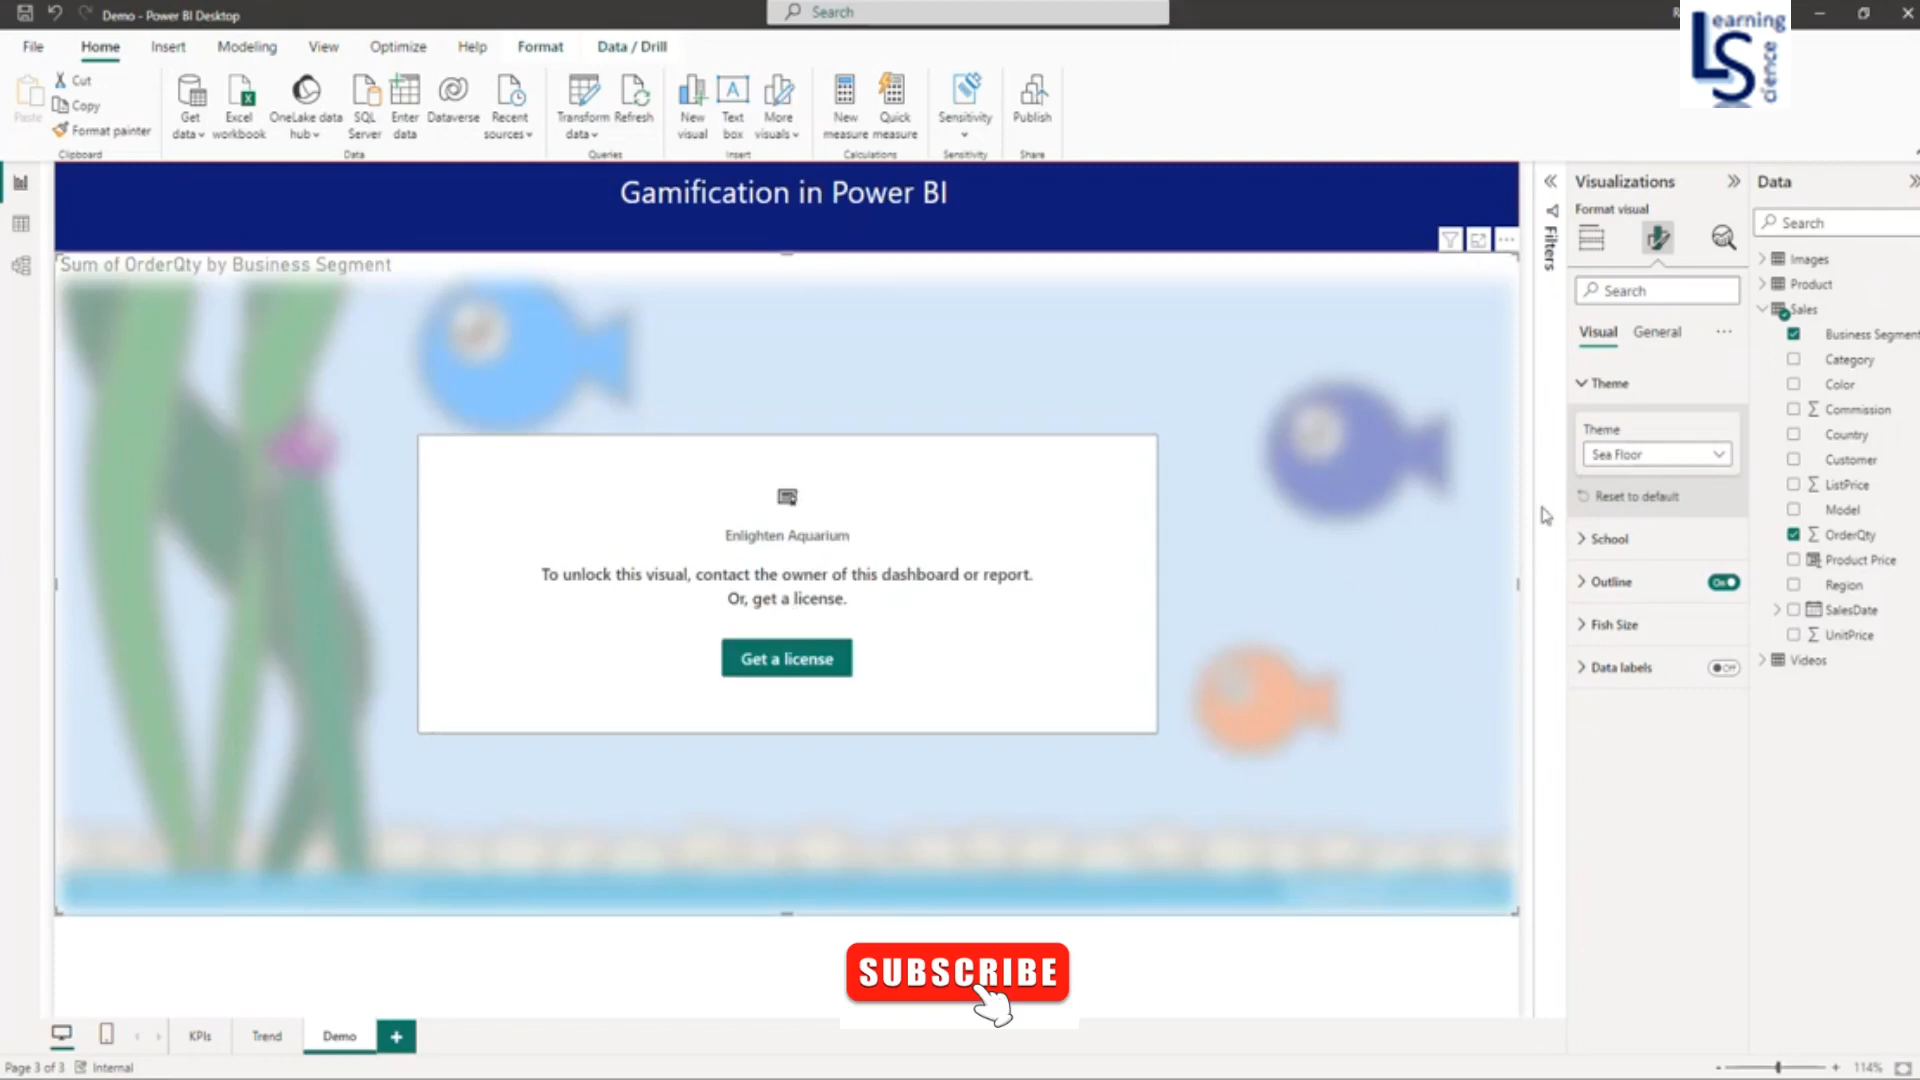 Demo - Power BI Desktop
Search
Learning
Science
File Home Insert Modeling View Optimize Help Format Data / Drill
Paste
Cut
Copy
Format painter
Clipboard
Get data
Excel workbook
OneLake data hub
SQL Server
Enter data
Dataverse
Recent sources
Data
Transform data
Refresh
Queries
New visual
Text box
More visuals
Insert
New measure
Quick measure
Calculations
Sensitivity
Sensitivity
Publish
Share
Gamification in Power BI
Sum of OrderQty by Business Segment
Enlighten Aquarium
To unlock this visual, contact the owner of this dashboard or report.
Or, get a license.
Get a license
SUBSCRIBE
Filters
Visualizations
Format visual
Search
Visual General
Theme
Theme
Sea Floor
Reset to default
School
Outline On
Fish Size
Data labels Off
Data
Search
Images
Product
Sales
Business Segment
Category
Color
Commission
Country
Customer
ListPrice
Model
OrderQty
Product Price
Region
SalesDate
UnitPrice
Videos
KPIs Trend Demo
Page 3 of 3 Internal
114%